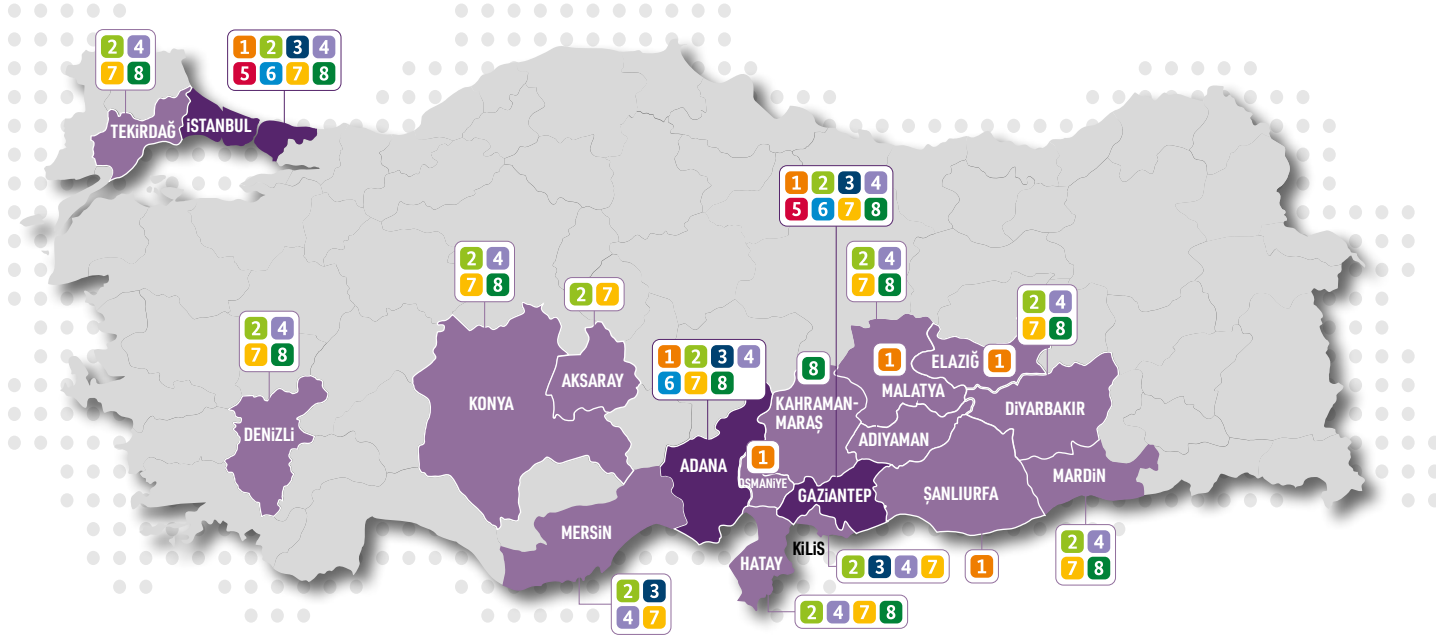 2 4
7 8
1 2 3 4
5 6 7 8
TEKİRDAĞ
İSTANBUL
1 2 3 4
5 6 7 8
2 4
7 8
2 4
7 8
2 7
2 4
7 8
2 4
7 8
1 2 3 4
6 7 8
8
1
ELAZIĞ
1
AKSARAY
MALATYA
KONYA
KAHRAMAN-
MARAŞ
DİYARBAKIR
DENİZLİ
ADIYAMAN
ADANA
1
OSMANİYE
GAZİANTEP
ŞANLIURFA
MARDİN
MERSİN
KİLİS
HATAY
2 3 4 7
1
2 4
7 8
2 3
4 7
2 4 7 8